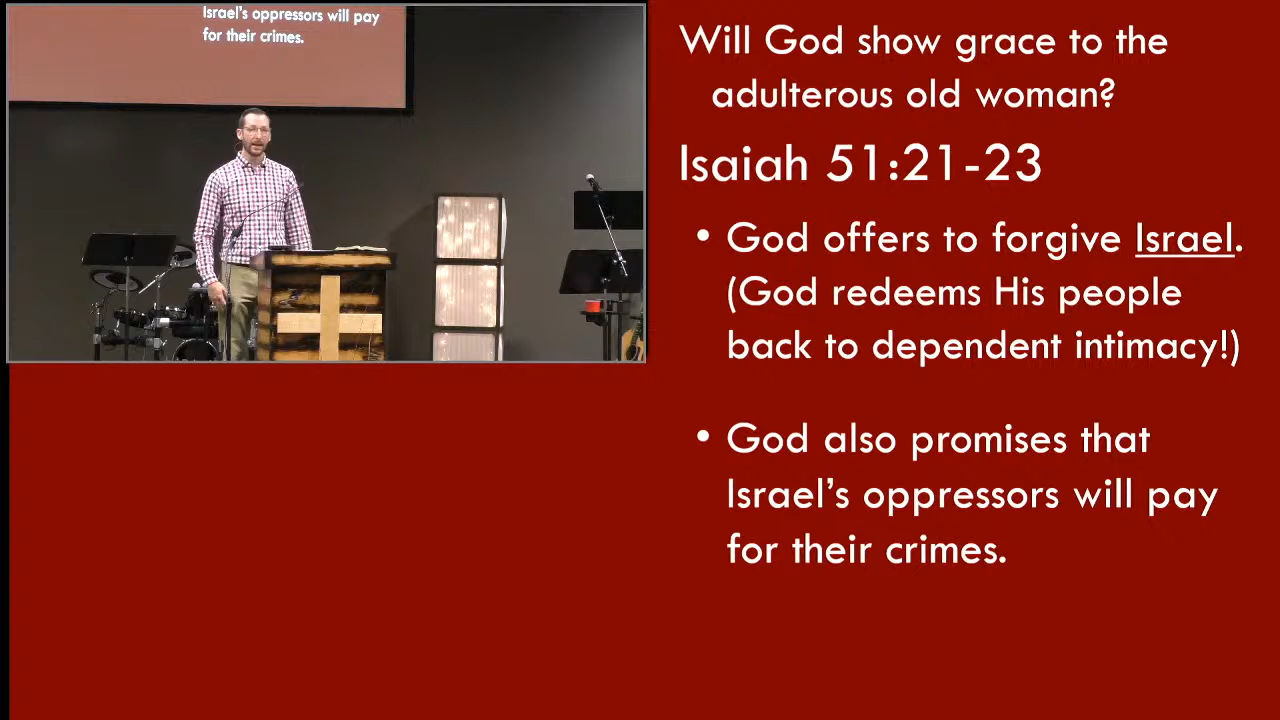 Israel's oppressors will pay
for their crimes.
Will God show grace to the
adulterous old woman?
Isaiah 51:21-23
• God offers to forgive Israel.
(God redeems His people
back to dependent intimacy!)
• God also promises that
Israel's oppressors will pay
for their crimes.